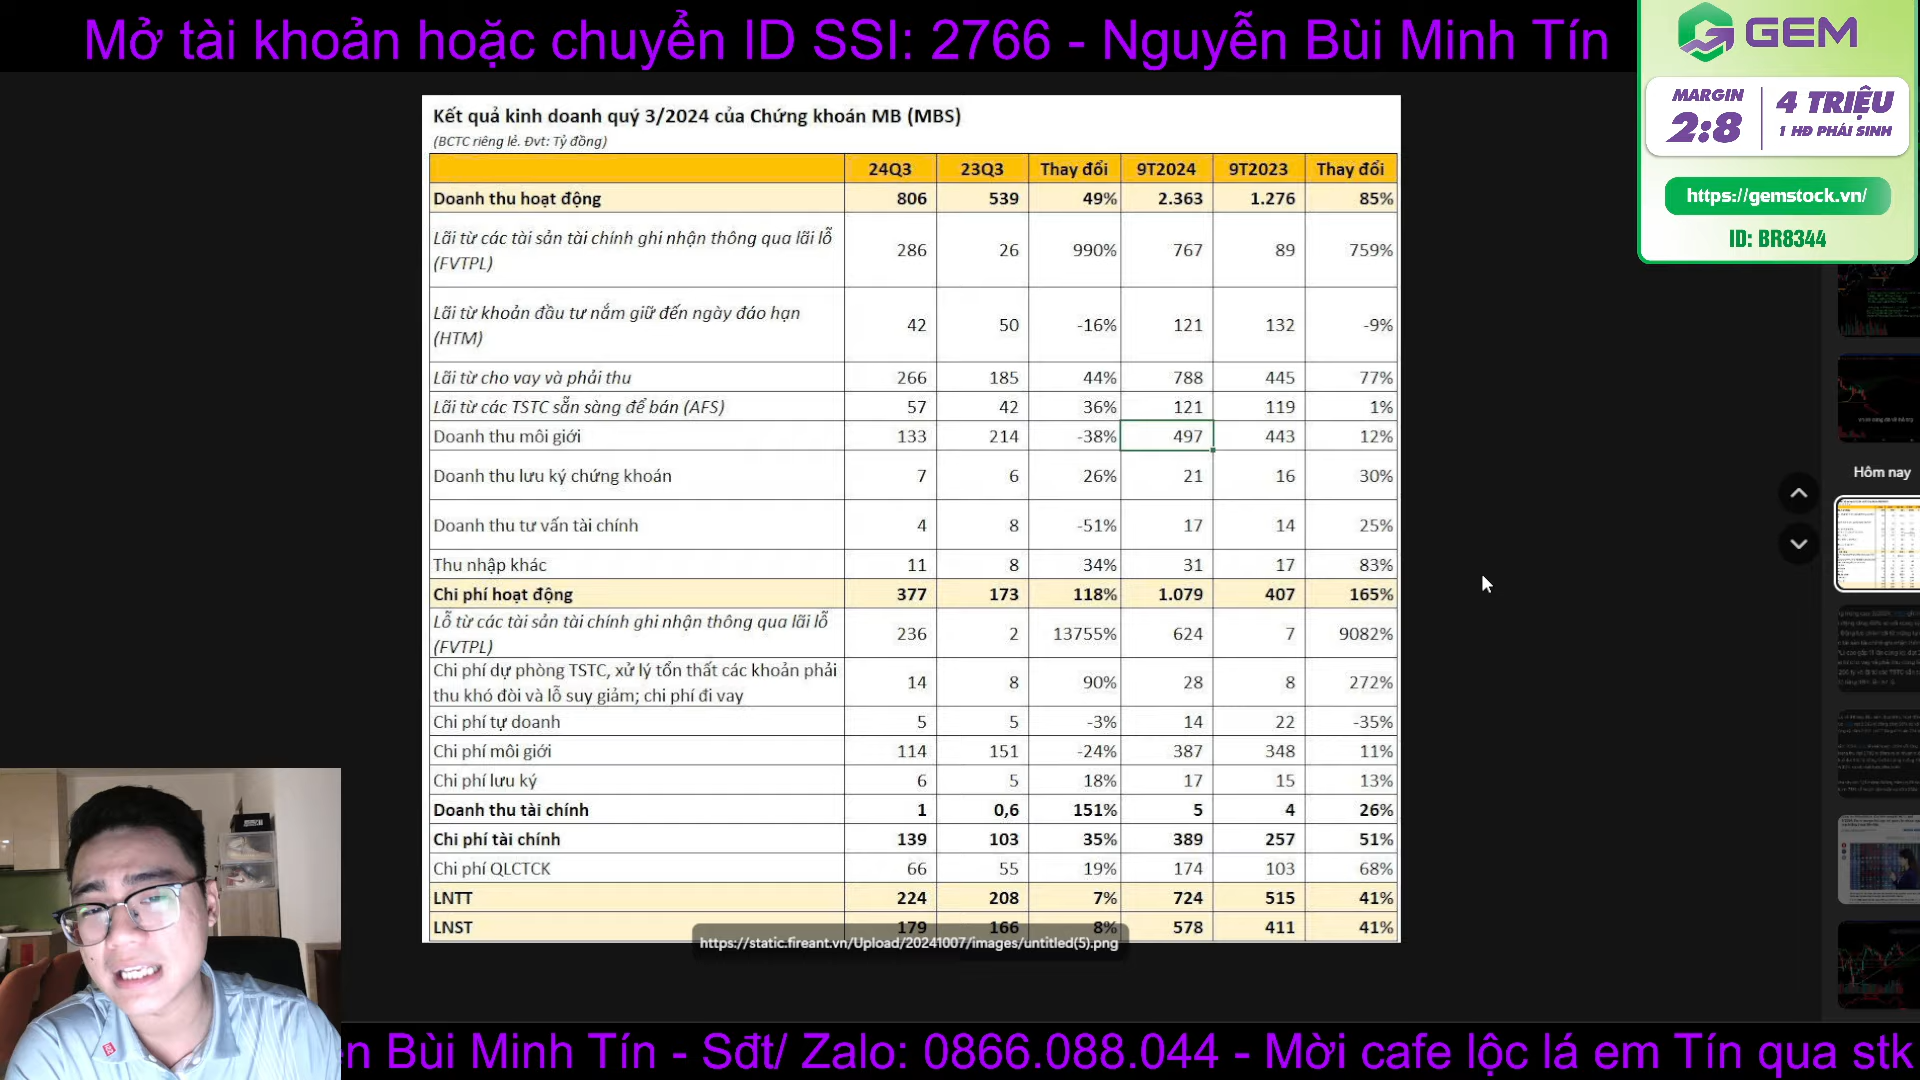 Mở tài khoản hoặc chuyển ID SSI: 2766 - Nguyễn Bùi Minh Tín
GEM
MARGIN
2:8
4 TRIỆU
1 HĐ PHÁI SINH
https://gemstock.vn/
ID: BR8344
Kết quả kinh doanh quý 3/2024 của Chứng khoán MB (MBS)
(BCTC riêng lẻ. Đvt: Tỷ đồng)
24Q3 23Q3 Thay đổi 9T2024 9T2023 Thay đổi
Doanh thu hoạt động 806 539 49% 2.363 1.276 85%
Lãi từ các tài sản tài chính ghi nhận thông qua lãi lỗ
(FVTPL) 286 26 990% 767 89 759%
Lãi từ khoản đầu tư nắm giữ đến ngày đáo hạn
(HTM) 42 50 -16% 121 132 -9%
Lãi từ cho vay và phải thu 266 185 44% 788 445 77%
Lãi từ các TSTC sẵn sàng để bán (AFS) 57 42 36% 121 119 1%
Doanh thu môi giới 133 214 -38% 497 443 12%
Doanh thu lưu ký chứng khoán 7 6 26% 21 16 30%
Doanh thu tư vấn tài chính 4 8 -51% 17 14 25%
Thu nhập khác 11 8 34% 31 17 83%
Chi phí hoạt động 377 173 118% 1.079 407 165%
Lỗ từ các tài sản tài chính ghi nhận thông qua lãi lỗ
(FVTPL) 236 2 13755% 624 7 9082%
Chi phí dự phòng TSTC, xử lý tổn thất các khoản phải
thu khó đòi và lỗ suy giảm; chi phí đi vay 14 8 90% 28 8 272%
Chi phí tự doanh 5 5 -3% 14 22 -35%
Chi phí môi giới 114 151 -24% 387 348 11%
Chi phí lưu ký 6 5 18% 17 15 13%
Doanh thu tài chính 1 0,6 151% 5 4 26%
Chi phí tài chính 139 103 35% 389 257 51%
Chi phí QLCTCK 66 55 19% 174 103 68%
LNTT 224 208 7% 724 515 41%
LNST 179 166 8% 578 411 41%
https://static.fireant.vn/Upload/20241007/images/untitled(5).png
Hôm nay
n Bùi Minh Tín - Sđt/ Zalo: 0866.088.044 - Mời cafe lộc lá em Tín qua stk